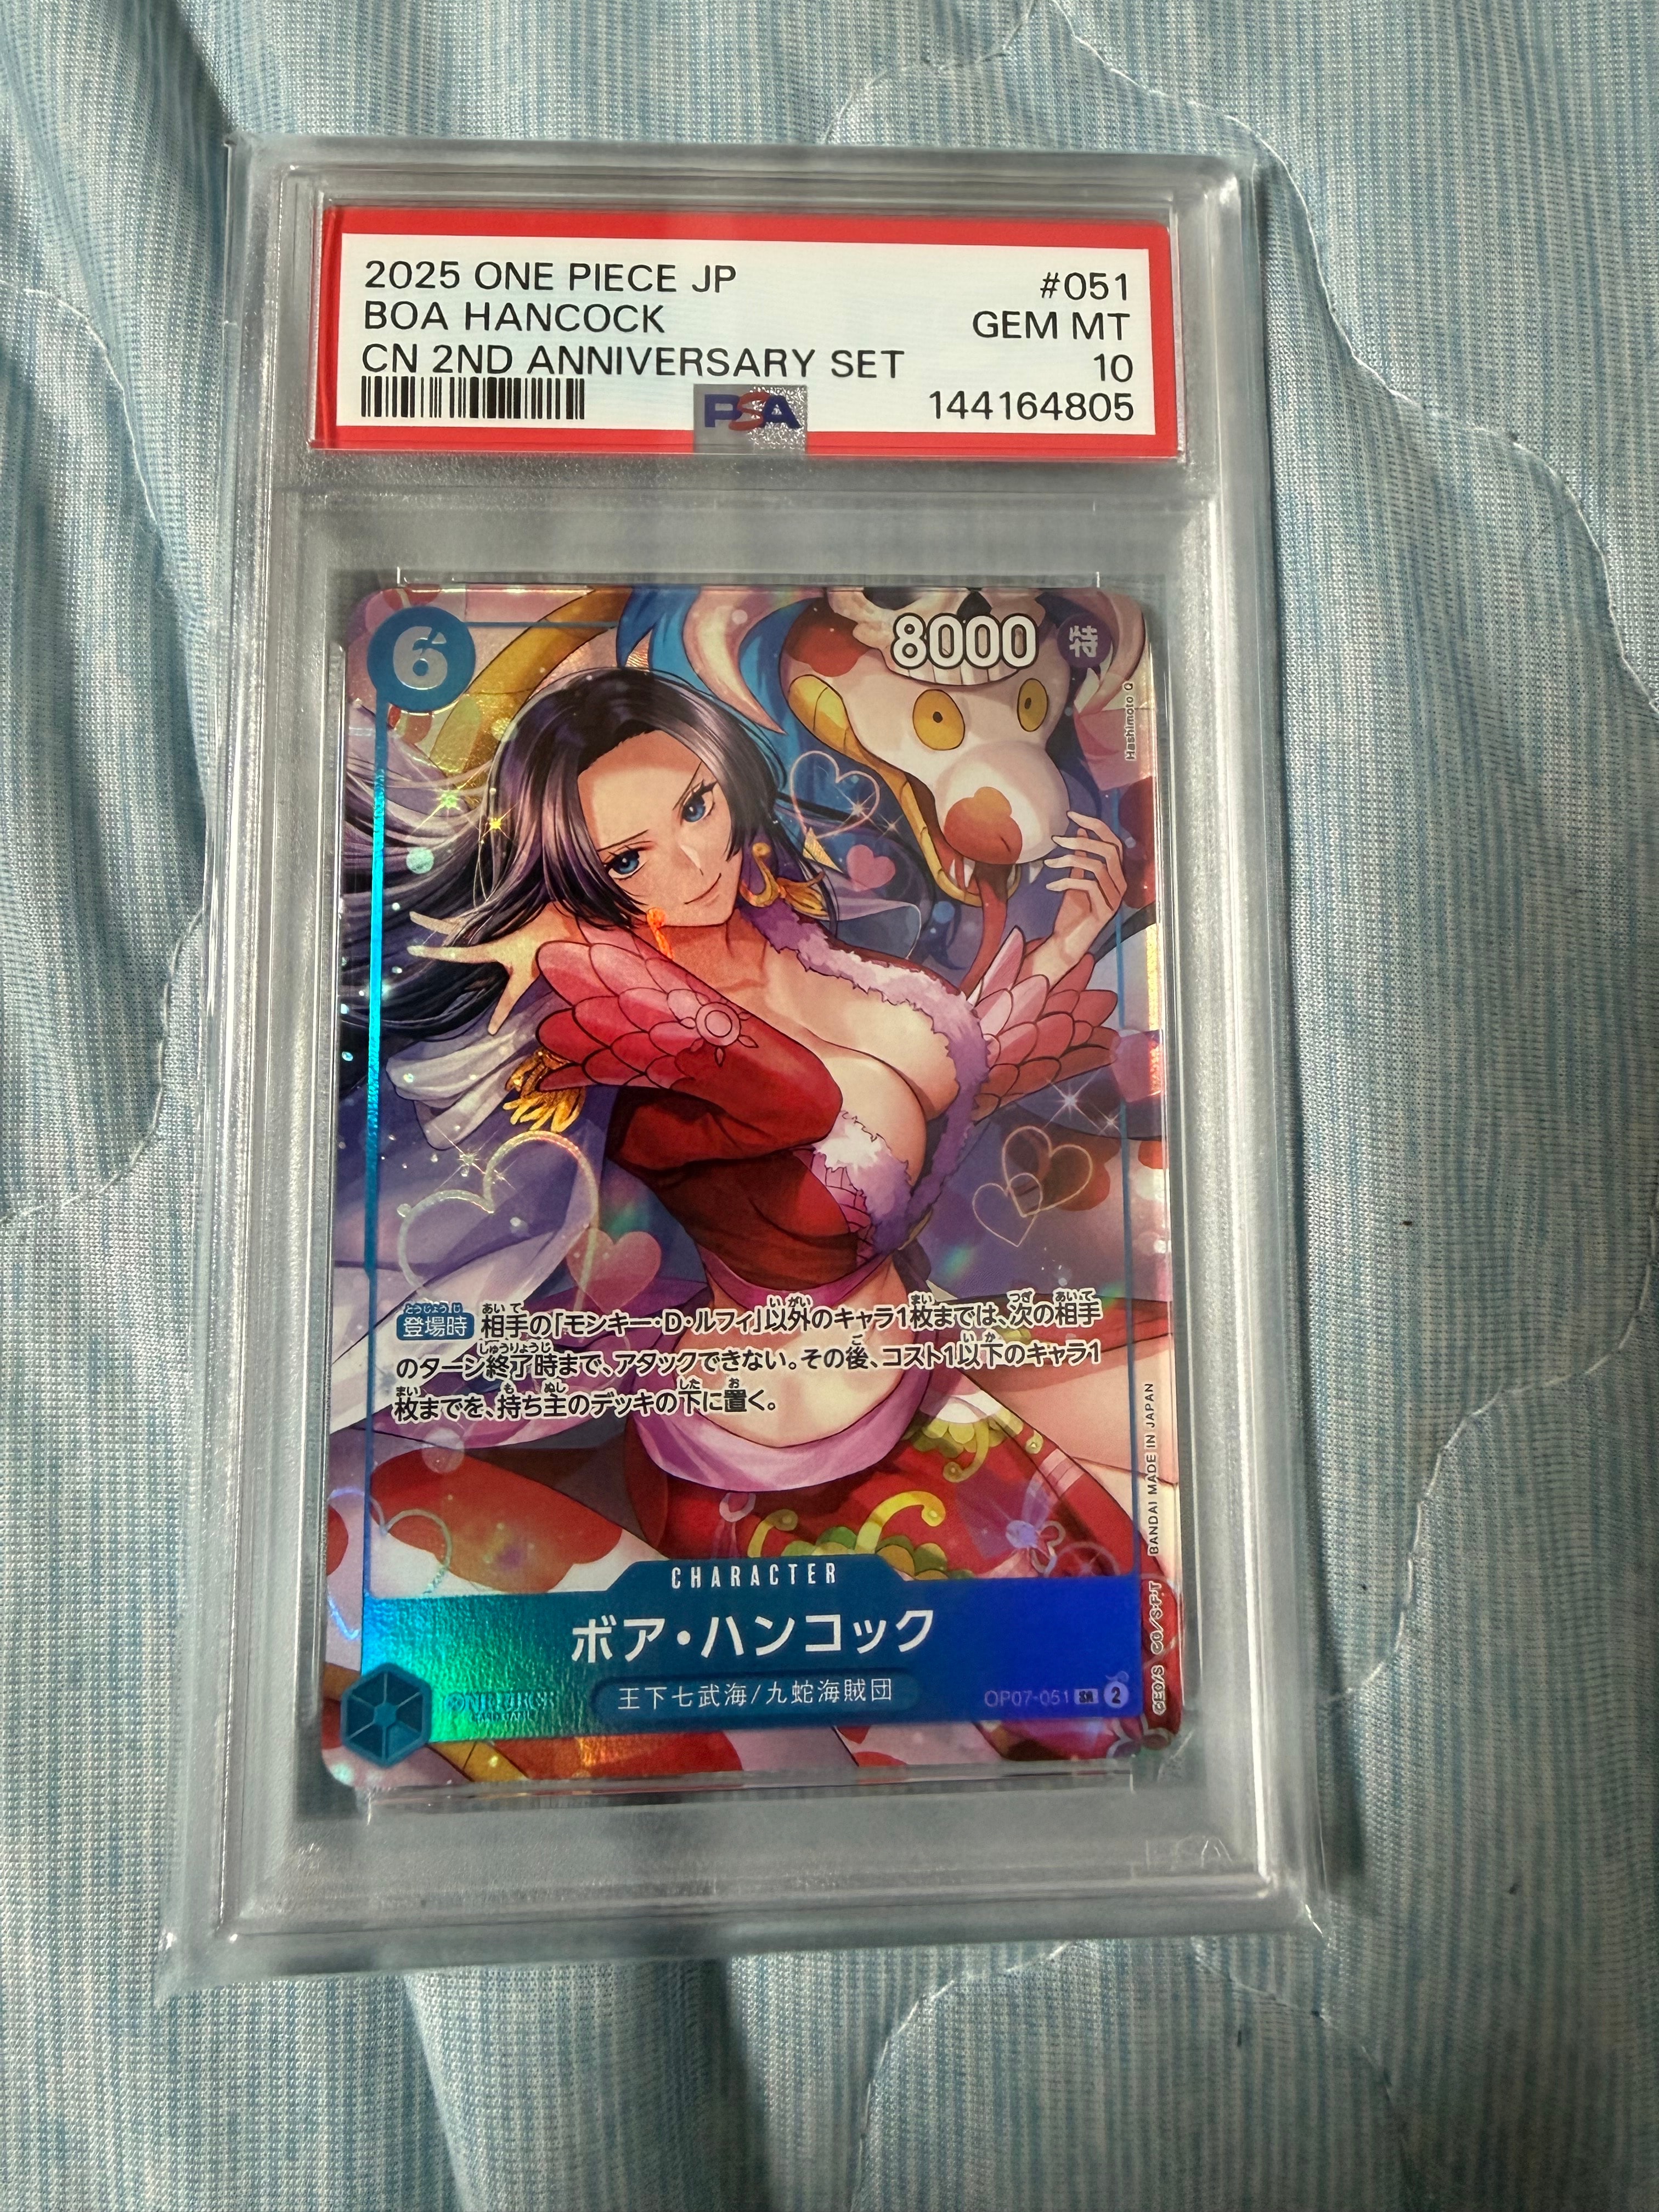 2025 ONE PIECE JP #051
BOA HANCOCK GEM MT
CN 2ND ANNIVERSARY SET 10
PSA 144164805
6
8000 特
Hashimoto Q
登場時 相手の「モンキー・D・ルフィ」以外のキャラ1枚までは、次の相手
のターン終了時まで、アタックできない。その後、コスト1以下のキャラ1
枚までを、持ち主のデッキの下に置く。
CHARACTER
ボア・ハンコック
王下七武海/九蛇海賊団
ONE PIECE
CARD GAME
OP07-051 SR 2
BANDAI MADE IN JAPAN